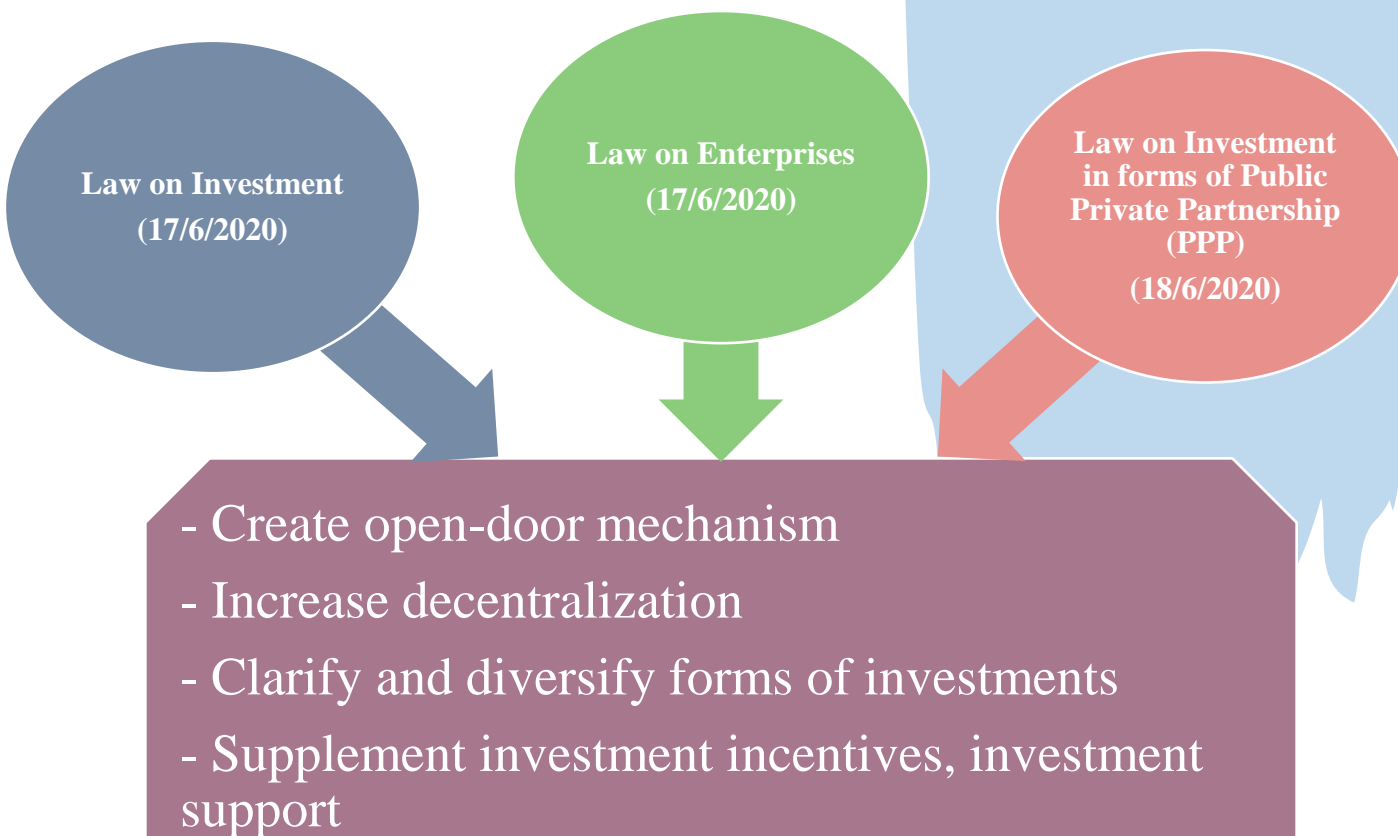 Law on Investment
(17/6/2020)
Law on Enterprises
(17/6/2020)
Law on Investment
in forms of Public
Private Partnership
(PPP)
(18/6/2020)
- Create open-door mechanism
- Increase decentralization
- Clarify and diversify forms of investments
- Supplement investment incentives, investment
support